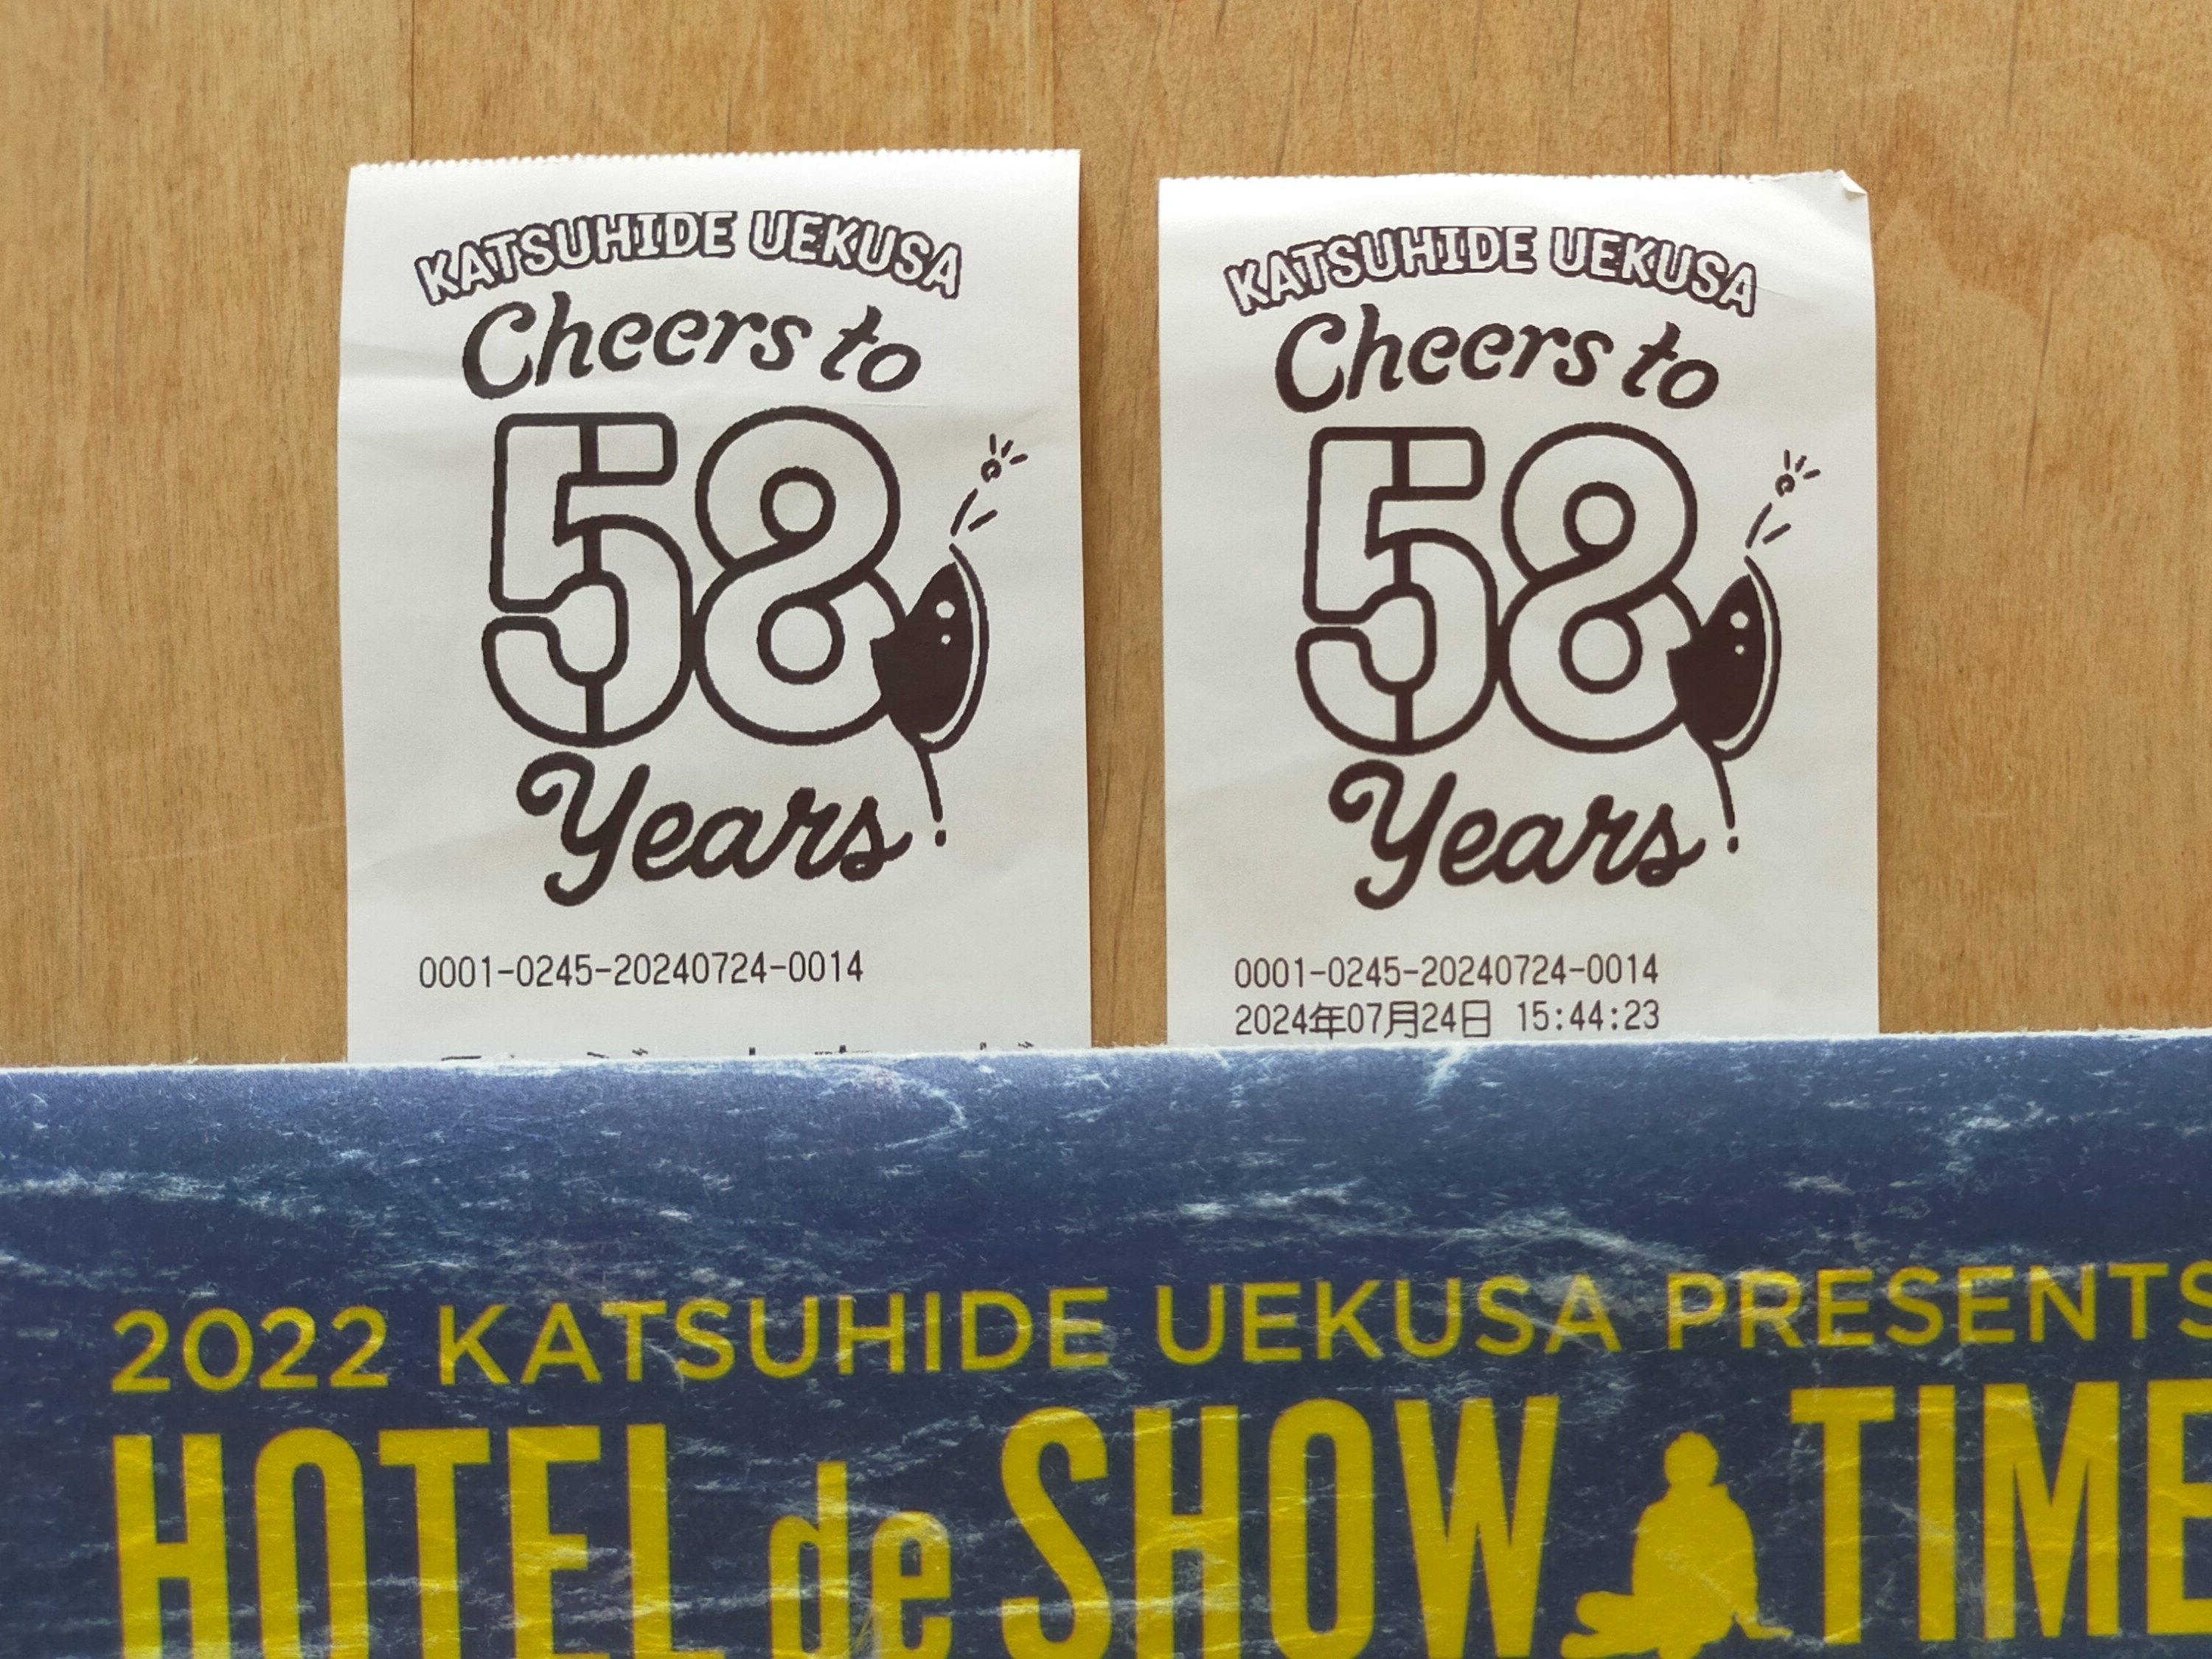 KATSUHIDE UEKUSA
Cheers to
58
Years
0001-0245-20240724-0014
KATSUHIDE UEKUSA
Cheers to
58
Years
0001-0245-20240724-0014
2024年07月24日 15:44:23
2022 KATSUHIDE UEKUSA PRESENTS
HOTEL de SHOW TIME